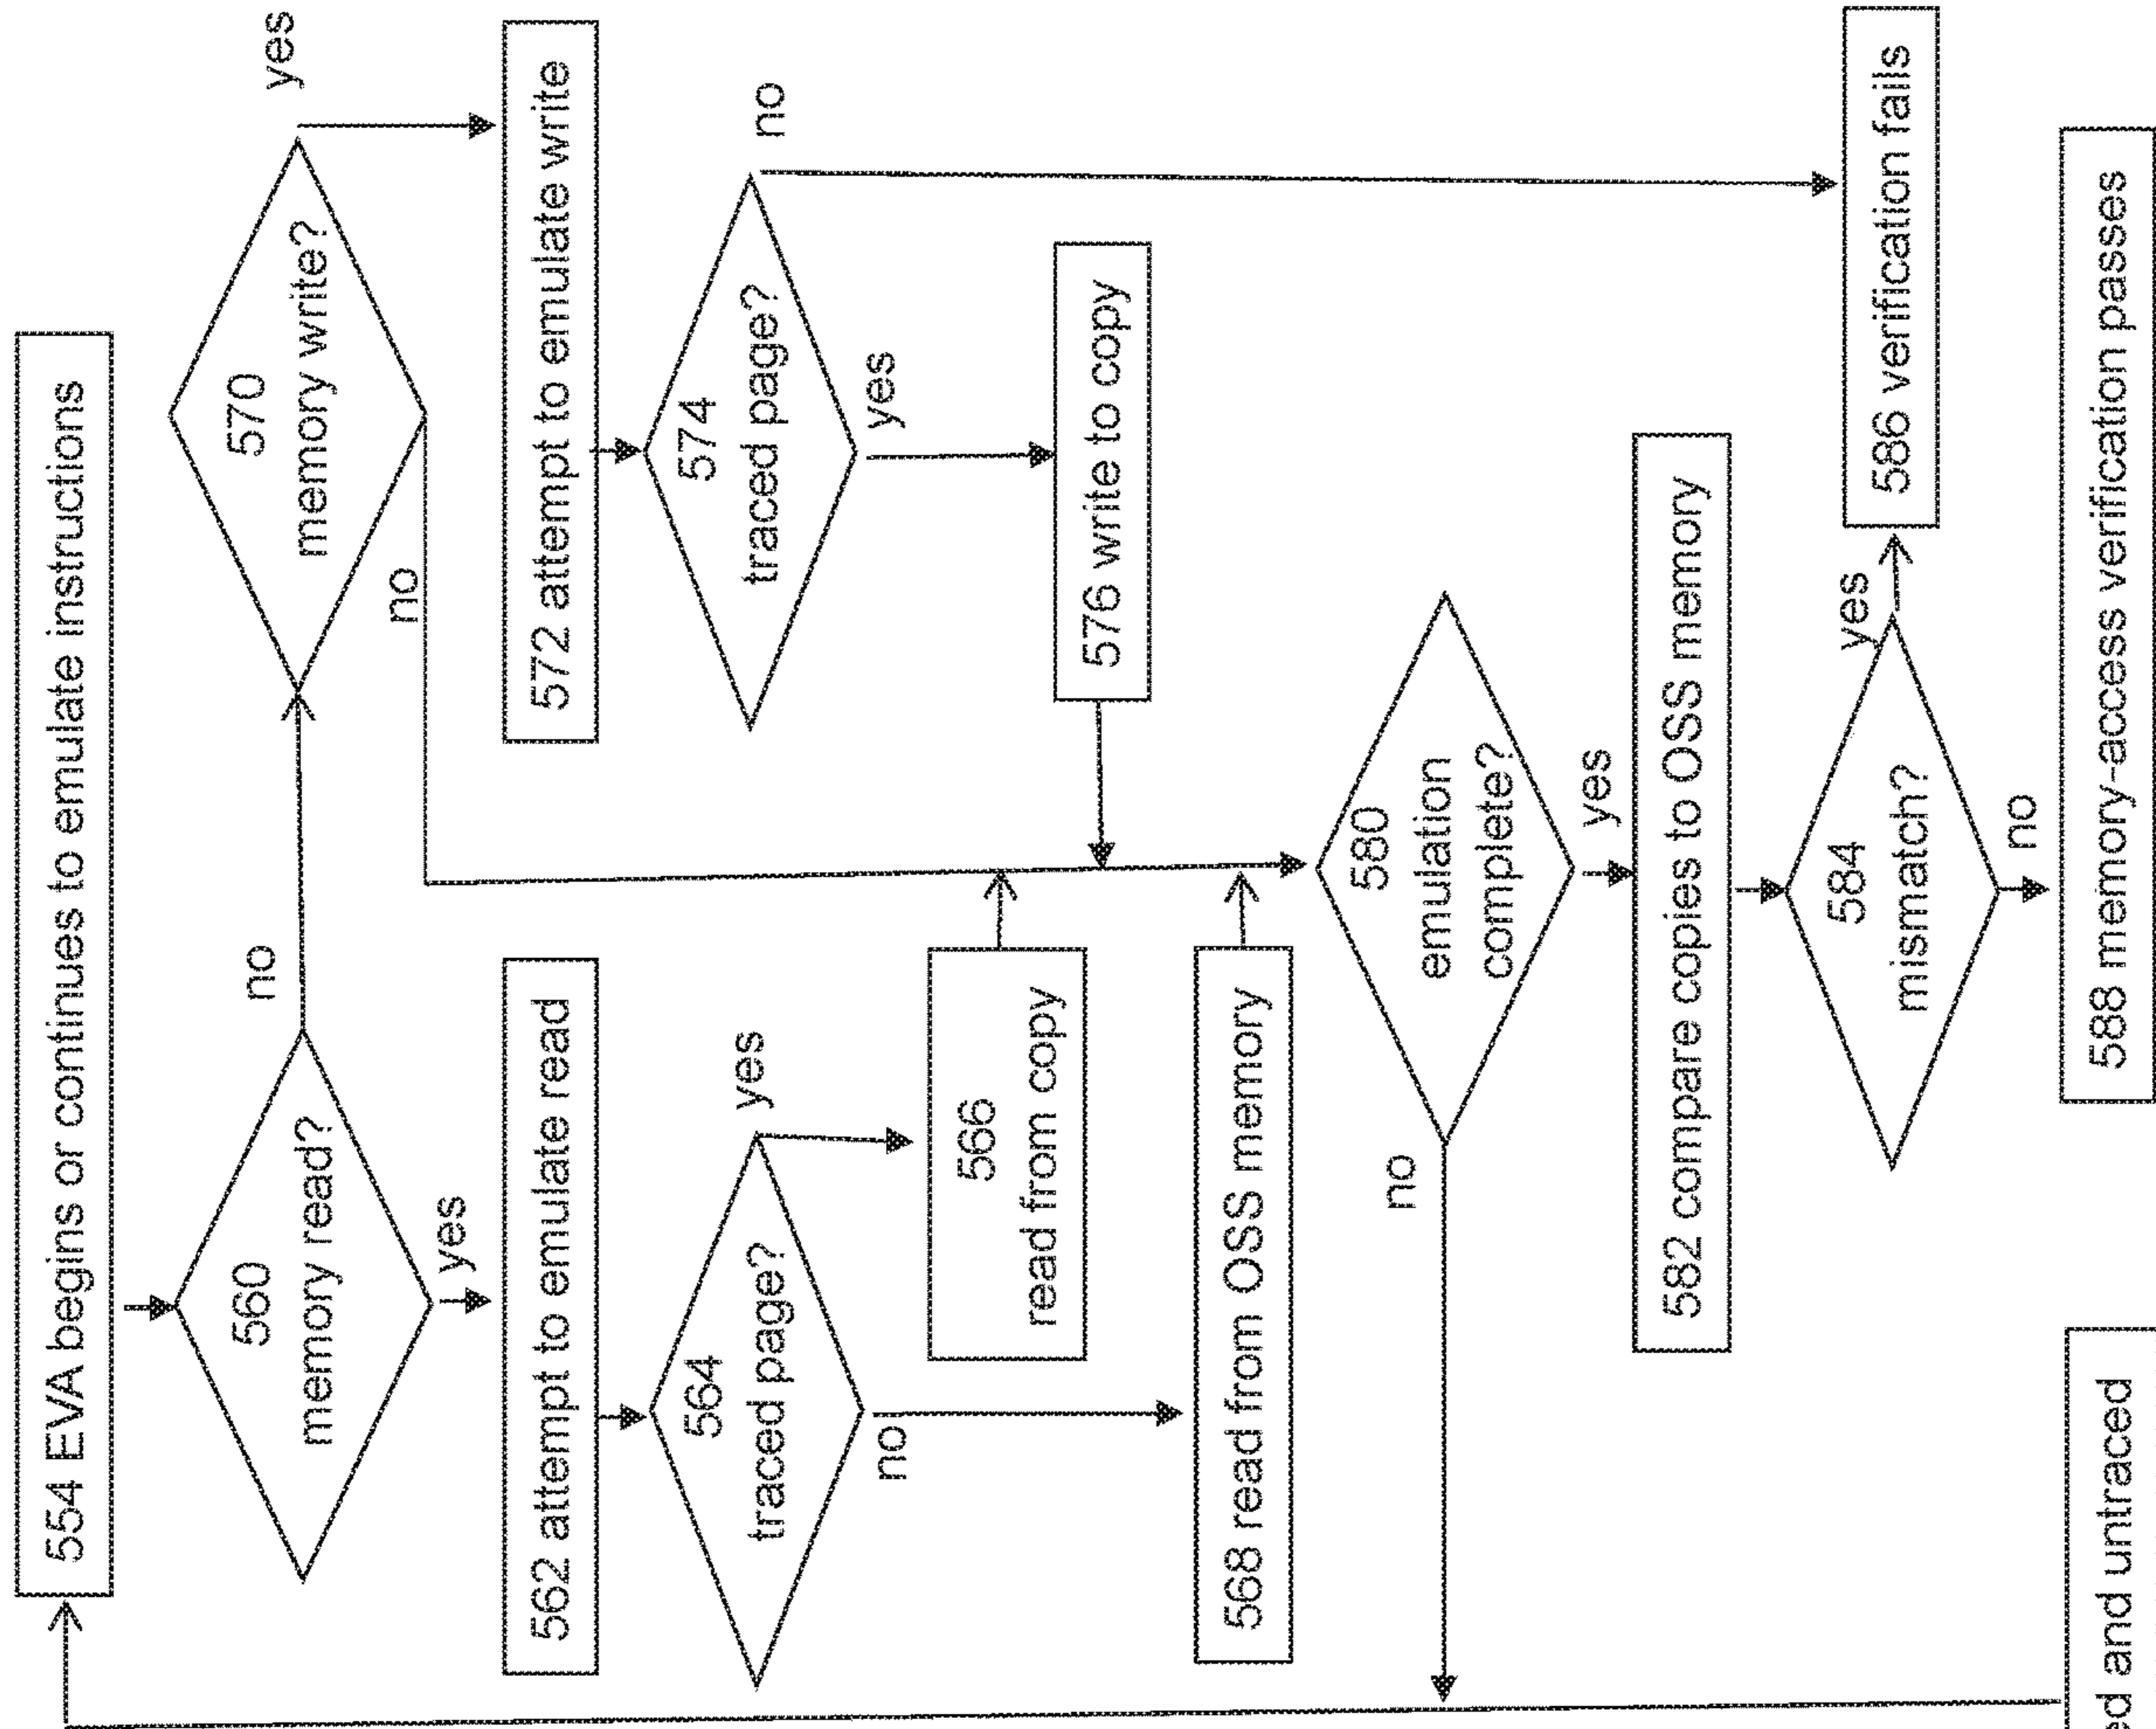 554 EVA begins or continues to emulate instructions
560
memory read?
no
yes
570
memory write?
yes
no
562 attempt to emulate read
572 attempt to emulate write
564
traced page?
yes
no
574
traced page?
no
yes
566
read from copy
576 write to copy
568 read from OSS memory
580
emulation
complete?
no
yes
582 compare copies to OSS memory
584
mismatch?
yes
no
586 verification fails
588 memory-access verification passes
and untraced